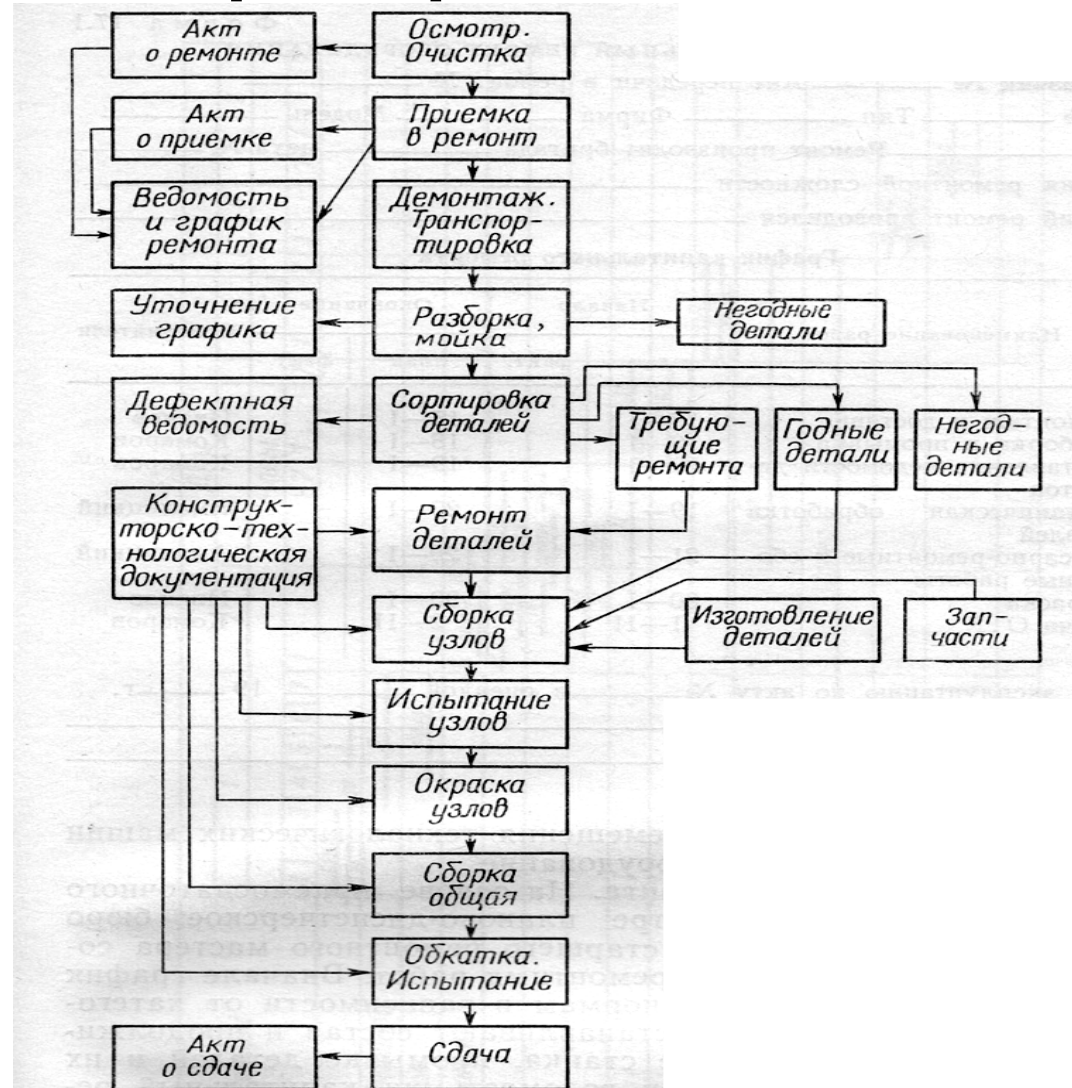 Акт
о ремонте
Осмотр.
Очистка
Акт
о приемке
Приемка
в ремонт
Ведомость
и график
ремонта
Демонтаж.
Транспор-
тировка
Уточнение
графика
Разборка,
мойка
Негодные
детали
Дефектная
ведомость
Сортировка
деталей
Требую-
щие
ремонта
Годные
детали
Негод-
ные
детали
Конструк-
торско-тех-
нологическая
документация
Ремонт
деталей
Сборка
узлов
Изготовление
деталей
Зап-
части
Испытание
узлов
Окраска
узлов
Сборка
общая
Обкатка.
Испытание
Акт
о сдаче
Сдача